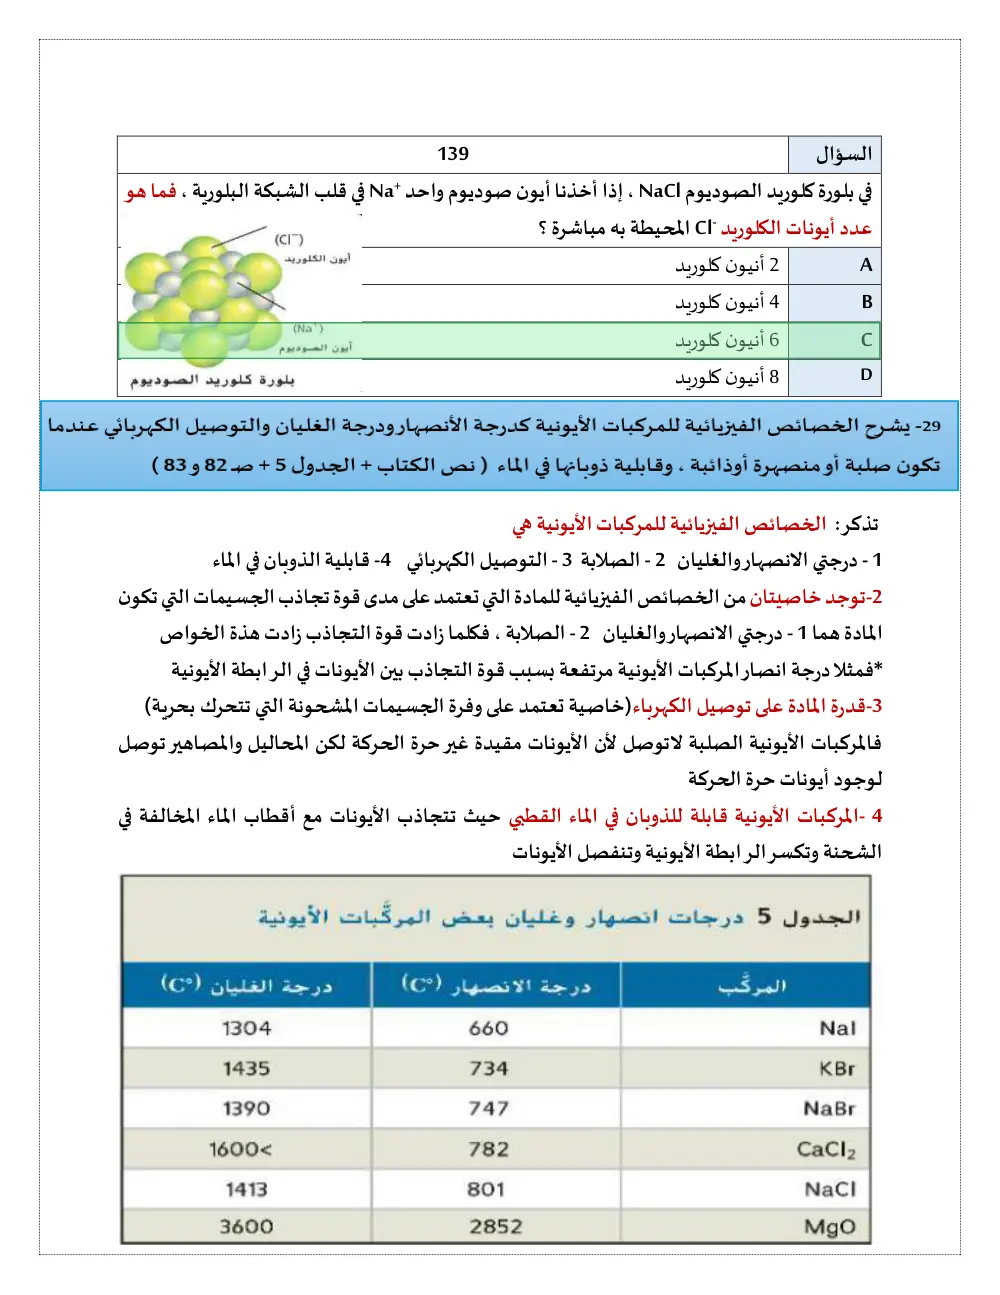 السؤال 139
في بلورة كلوريد الصوديوم NaCl ، إذا أخذنا أيون صوديوم واحد Na⁺ في قلب الشبكة البلورية ، فما هو
عدد أيونات الكلوريد Cl⁻ المحيطة به مباشرة ؟
A 2 أنيون كلوريد
B 4 أنيون كلوريد
C 6 أنيون كلوريد
D 8 أنيون كلوريد
(Cl⁻)
أيون الكلوريد
(Na⁺)
أيون الصوديوم
بلورة كلوريد الصوديوم
29- يشرح الخصائص الفيزيائية للمركبات الأيونية كدرجة الأنصهار ودرجة الغليان والتوصيل الكهربائي عندما
تكون صلبة أو منصهرة أوذائبة ، وقابلية ذوبانها في الماء ( نص الكتاب + الجدول 5 + صـ 82 و 83 )
تذكر: الخصائص الفيزيائية للمركبات الأيونية هي
1 - درجتي الانصهار والغليان 2 - الصلابة 3 - التوصيل الكهربائي 4- قابلية الذوبان في الماء
2-توجد خاصيتان من الخصائص الفيزيائية للمادة التي تعتمد على مدى قوة تجاذب الجسيمات التي تكون
المادة هما 1 - درجتي الانصهار والغليان 2 - الصلابة ، فكلما زادت قوة التجاذب زادت هذة الخواص
*فمثلا درجة انصار المركبات الأيونية مرتفعة بسبب قوة التجاذب بين الأيونات في الرابطة الأيونية
3-قدرة المادة على توصيل الكهرباء(خاصية تعتمد على وفرة الجسيمات المشحونة التي تتحرك بحرية)
فالمركبات الأيونية الصلبة لاتوصل لأن الأيونات مقيدة غير حرة الحركة لكن المحاليل والمصاهير توصل
لوجود أيونات حرة الحركة
4 -المركبات الأيونية قابلة للذوبان في الماء القطبي حيث تتجاذب الأيونات مع أقطاب الماء المخالفة في
الشحنة وتكسر الرابطة الأيونية وتنفصل الأيونات
الجدول 5 درجات انصهار وغليان بعض المركَّبات الأيونية
المركَّب درجة الانصهار (C°) درجة الغليان (C°)
NaI 660 1304
KBr 734 1435
NaBr 747 1390
CaCl₂ 782 1600<
NaCl 801 1413
MgO 2852 3600